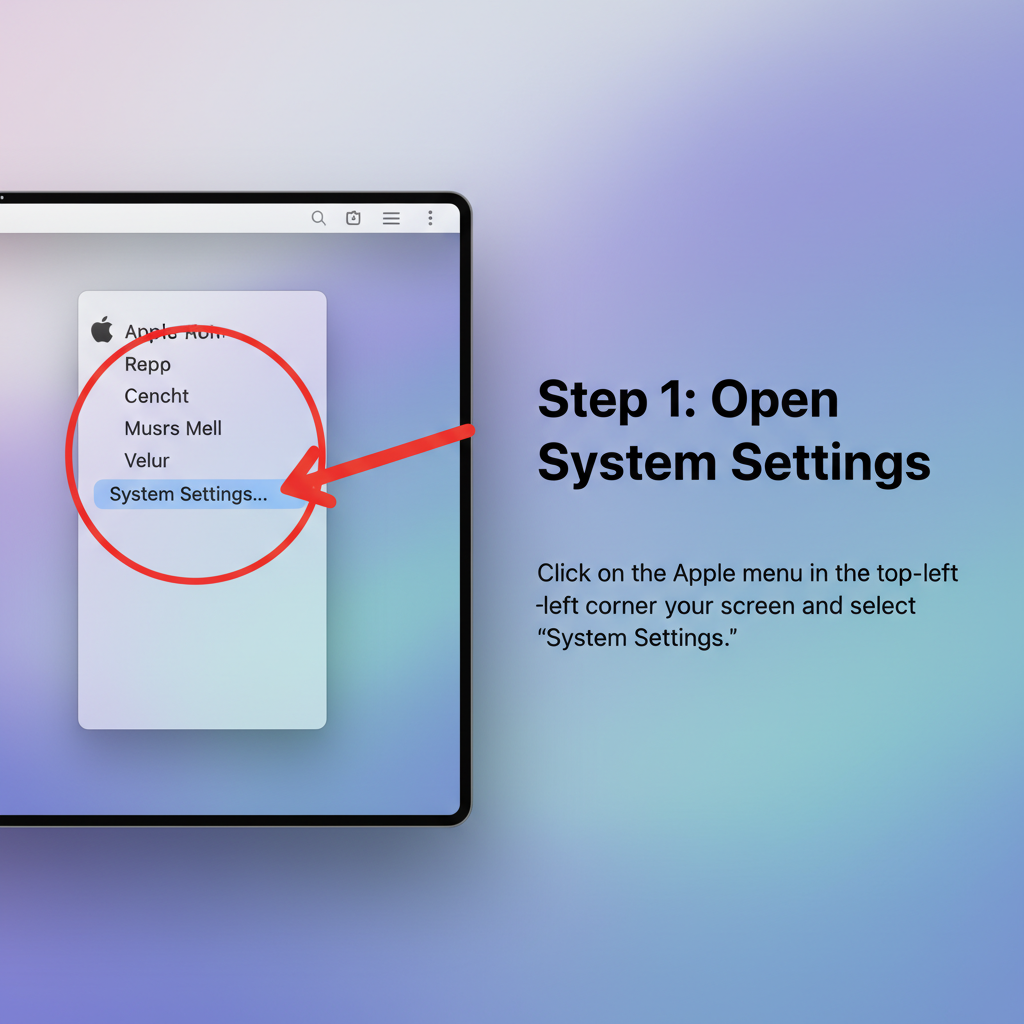 Apple
Repp
Cencht
Musrs Mell
Velur
System Settings...
Step 1: Open
System Settings
Click on the Apple menu in the top-left
-left corner your screen and select
“System Settings.”